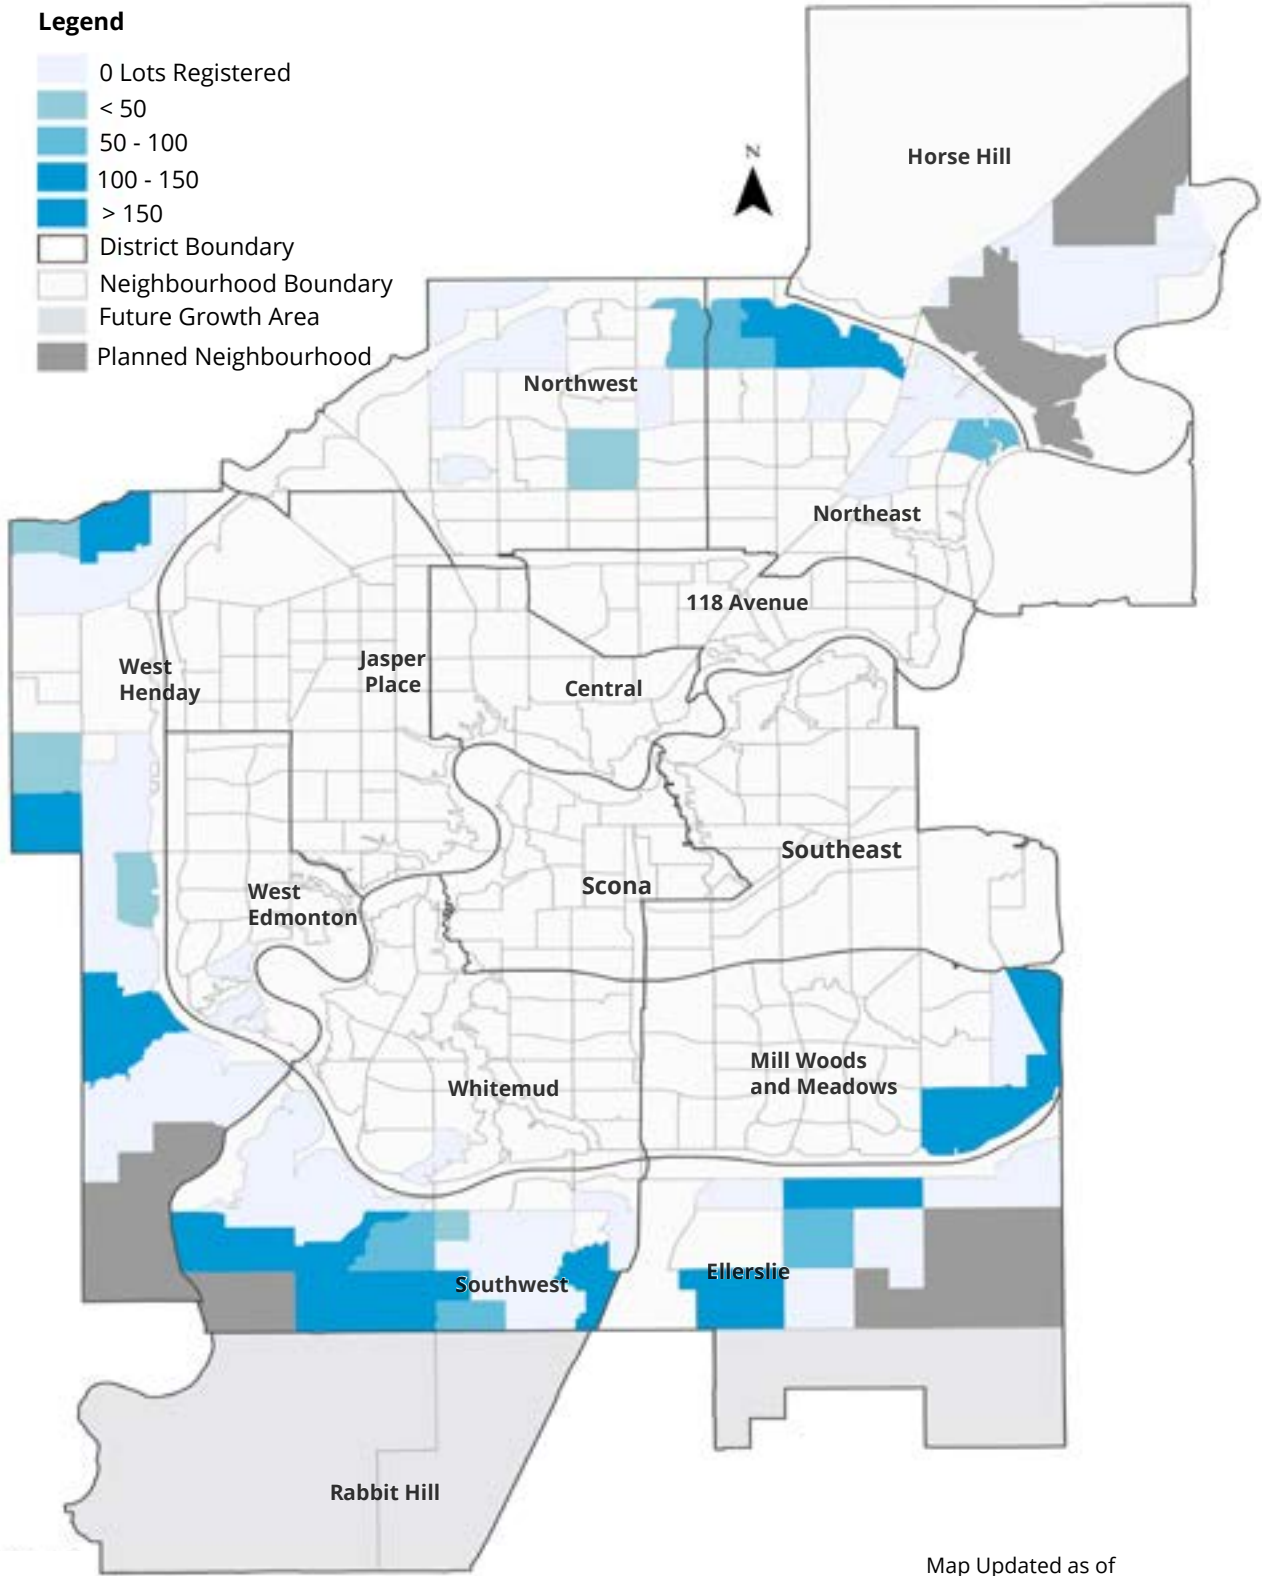 Legend
0 Lots Registered
< 50
50 - 100
100 - 150
> 150
District Boundary
Neighbourhood Boundary
Future Growth Area
Planned Neighbourhood
N
Horse Hill
Northwest
Northeast
118 Avenue
West
Henday
Jasper
Place
Central
Southeast
Scona
West
Edmonton
Mill Woods
and Meadows
Whitemud
Ellerslie
Southwest
Rabbit Hill
Map Updated as of